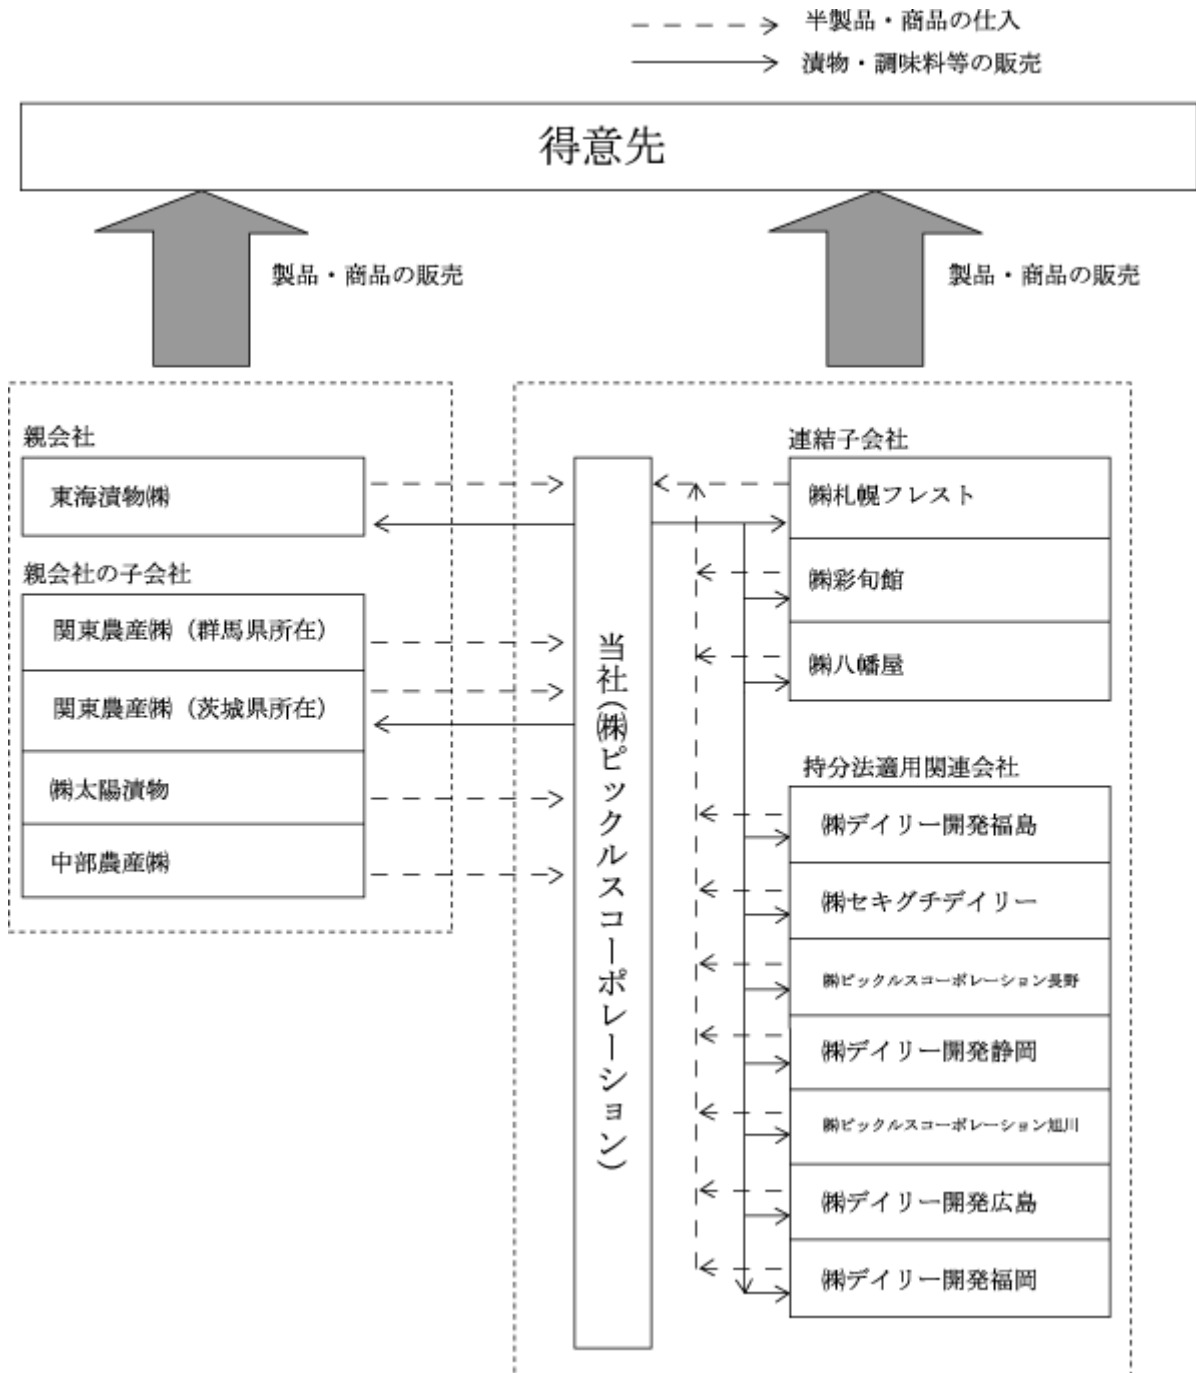 半製品・商品の仕入
漬物・調味料等の販売
得意先
製品・商品の販売
製品・商品の販売
親会社
東海漬物㈱
親会社の子会社
関東農産㈱（群馬県所在）
関東農産㈱（茨城県所在）
㈱太陽漬物
中部農産㈱
当社（㈱ピックルスコーポレーション）
連結子会社
㈱札幌フレスト
㈱彩旬館
㈱八幡屋
持分法適用関連会社
㈱デイリー開発福島
㈱セキグチデイリー
㈱ピックルスコーポレーション長野
㈱デイリー開発静岡
㈱ピックルスコーポレーション旭川
㈱デイリー開発広島
㈱デイリー開発福岡